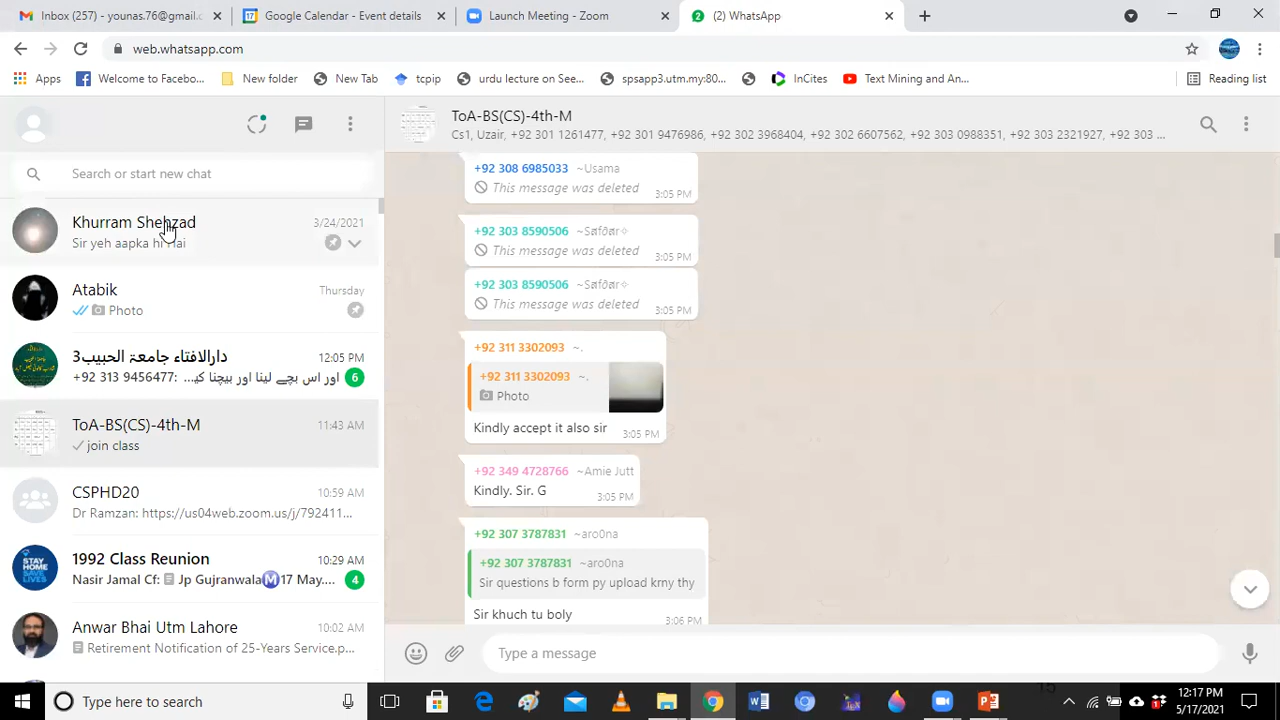 Inbox (257) - younas.76@gmail.c
Google Calendar - Event details
Launch Meeting - Zoom
(2) WhatsApp
web.whatsapp.com
Apps
Welcome to Facebo...
New folder
New Tab
tcpip
urdu lecture on See...
spsapp3.utm.my:80...
InCites
Text Mining and An...
Reading list
Search or start new chat
Khurram Shehzad 3/24/2021
Sir yeh aapka hi hai
Atabik Thursday
Photo
دارالافتاء جامعة الحبيب3 12:05 PM
+92 313 9456477: اور اس بچے لینا اور بیچنا کیـ... 6
ToA-BS(CS)-4th-M 11:43 AM
join class
CSPHD20 10:59 AM
Dr Ramzan: https://us04web.zoom.us/j/792411...
STAY HOME SAVE LIVES
1992 Class Reunion 10:29 AM
Nasir Jamal Cf: Jp GujranwalaⓂ17 May.... 4
Anwar Bhai Utm Lahore 10:02 AM
Retirement Notification of 25-Years Service.p...
ToA-BS(CS)-4th-M
Cs1, Uzair, +92 301 1261477, +92 301 9476986, +92 302 3968404, +92 302 6607562, +92 303 0988351, +92 303 2321927, +92 303 ...
+92 308 6985033 ~Usama
This message was deleted 3:05 PM
+92 303 8590506
This message was deleted 3:05 PM
+92 303 8590506
This message was deleted 3:05 PM
+92 311 3302093 ~.
+92 311 3302093 ~.
Photo
Kindly accept it also sir 3:05 PM
+92 349 4728766 ~Amie Jutt
Kindly. Sir. G 3:05 PM
+92 307 3787831 ~aro0na
+92 307 3787831 ~aro0na
Sir questions b form py upload krny thy
Sir khuch tu boly 3:06 PM
Type a message
Type here to search
15
12:17 PM
5/17/2021